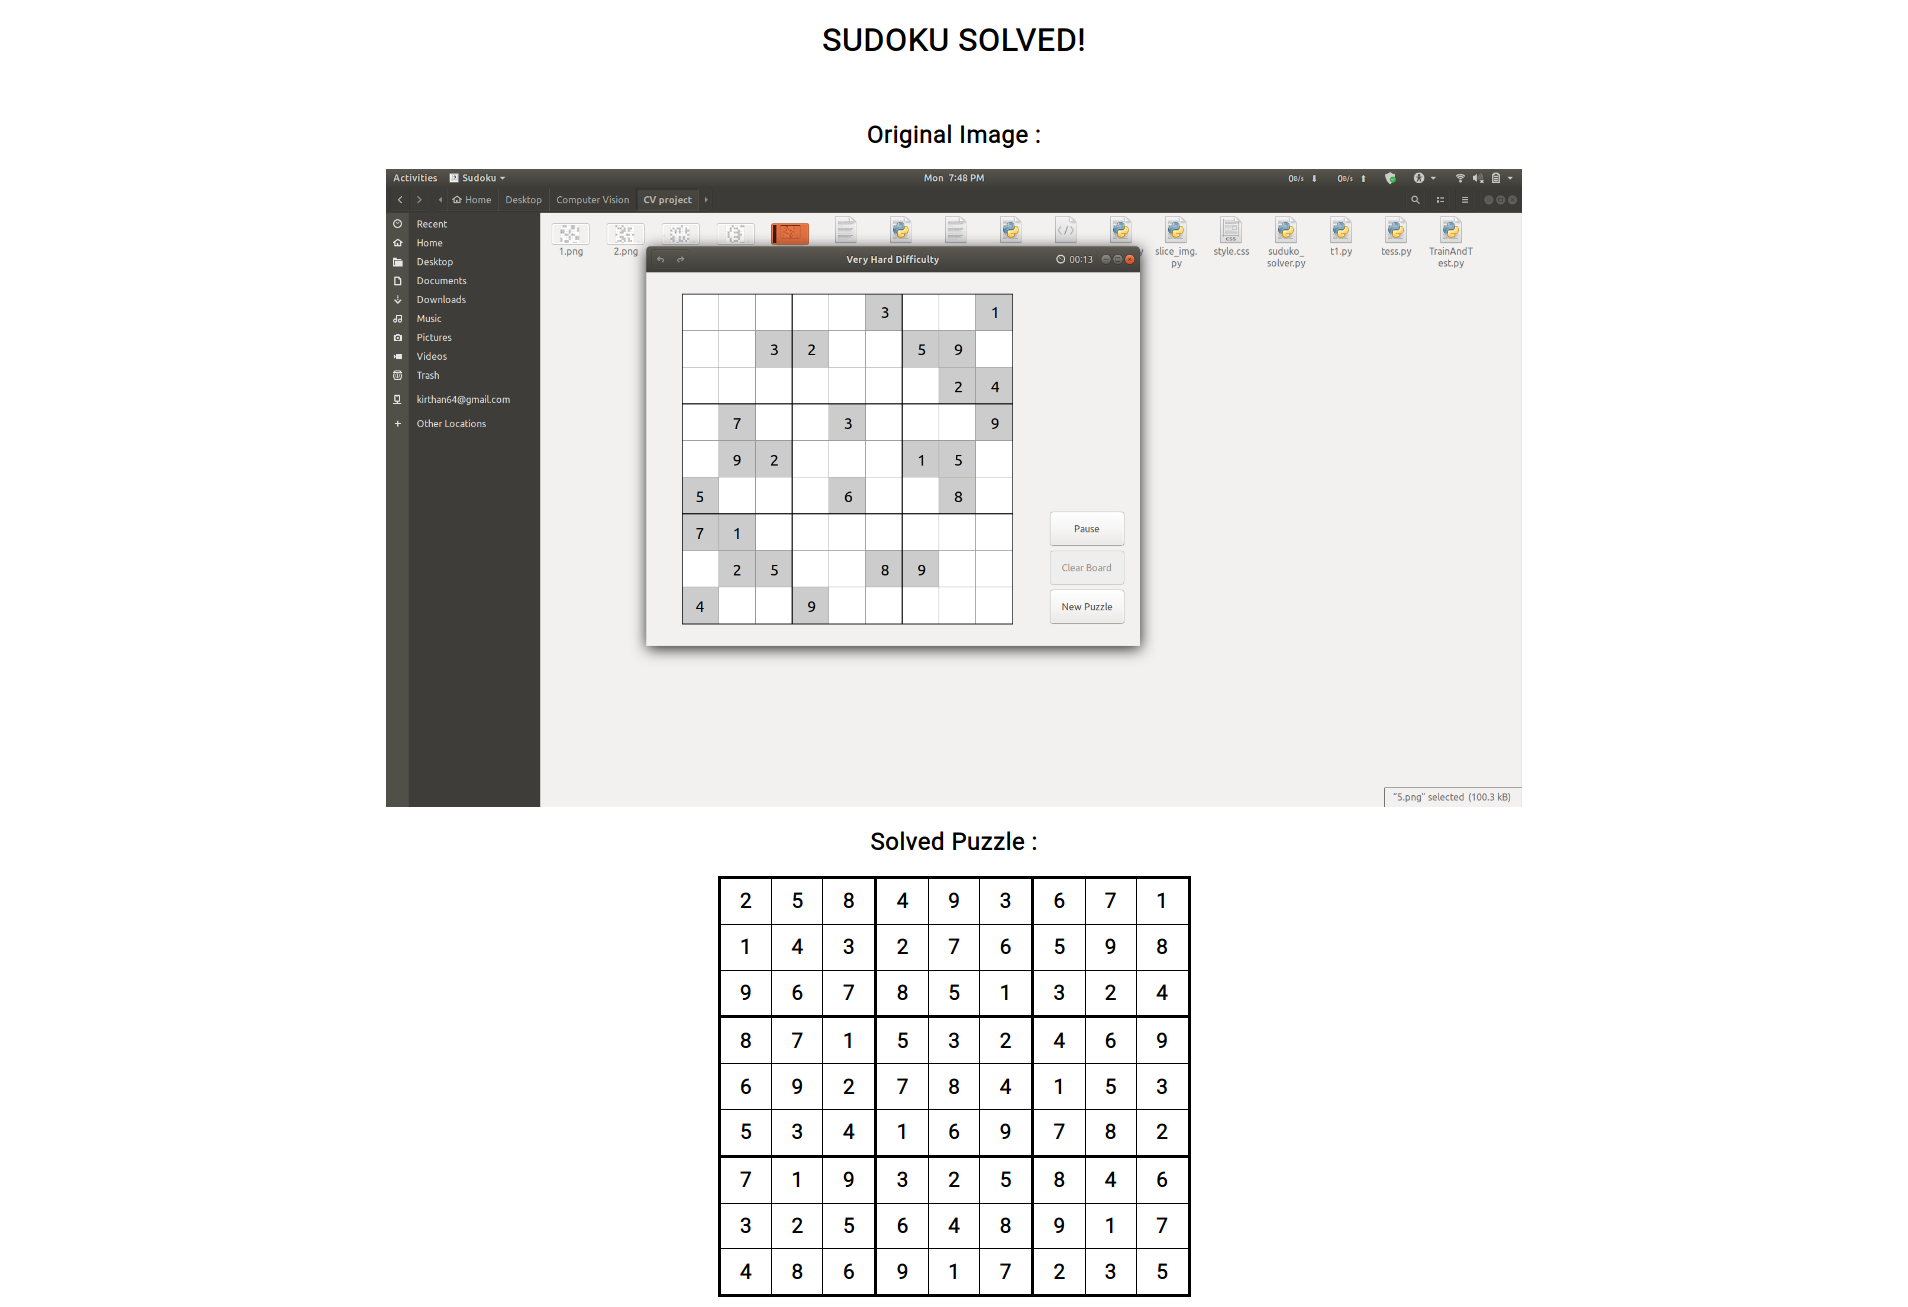 SUDOKU SOLVED!
Original Image :
Activities Sudoku Mon 7:48 PM 0B/s 0B/s
Home Desktop Computer Vision CV project
Recent
Home
Desktop
Documents
Downloads
Music
Pictures
Videos
Trash
kirthan64@gmail.com
+ Other Locations
1.png 2.png slice_img.py style.css suduko_solver.py t1.py tess.py TrainAndTest.py
Very Hard Difficulty 00:13
3 1
3 2 5 9
2 4
7 3 9
9 2 1 5
5 6 8
7 1
2 5 8 9
4 9
Pause
Clear Board
New Puzzle
"5.png" selected (100.3 kB)
Solved Puzzle :
2 5 8 4 9 3 6 7 1
1 4 3 2 7 6 5 9 8
9 6 7 8 5 1 3 2 4
8 7 1 5 3 2 4 6 9
6 9 2 7 8 4 1 5 3
5 3 4 1 6 9 7 8 2
7 1 9 3 2 5 8 4 6
3 2 5 6 4 8 9 1 7
4 8 6 9 1 7 2 3 5